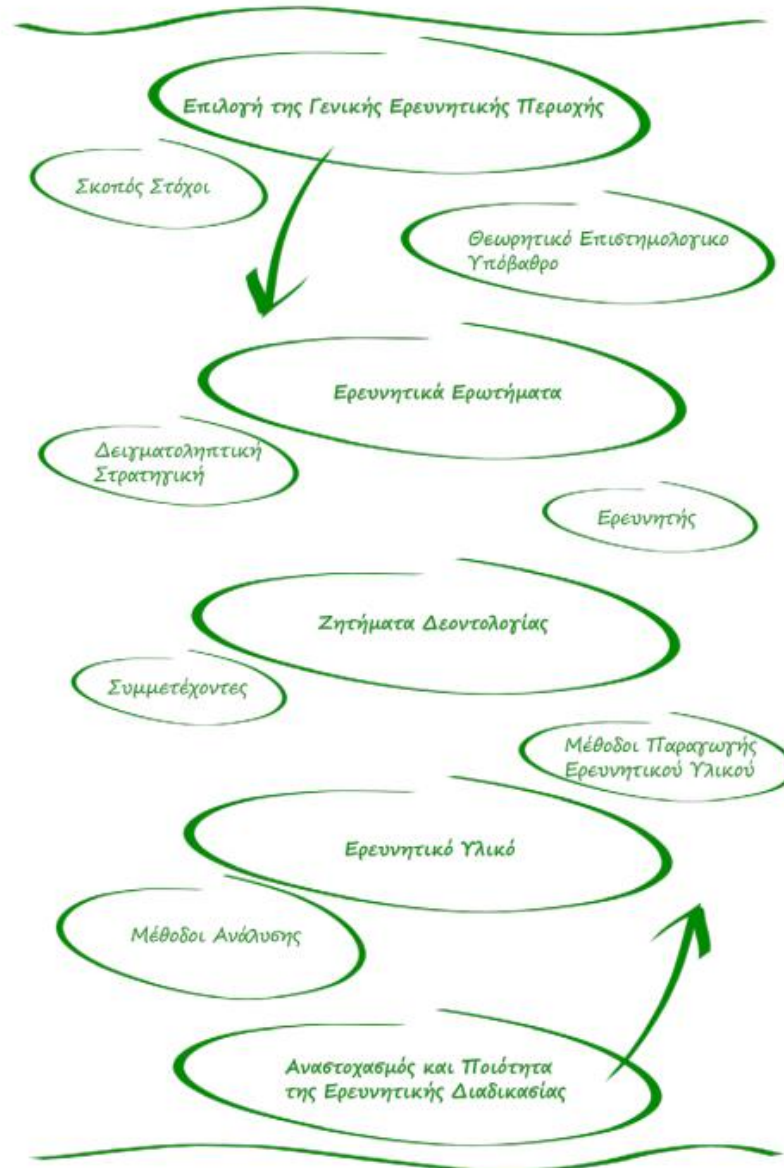 Επιλογή της Γενικής Ερευνητικής Περιοχής
Σκοπός Στόχοι
Θεωρητικό Επιστημολογικο
Υπόβαθρο
Ερευνητικά Ερωτήματα
Δειγματοληπτική
Στρατηγική
Ερευνητής
Ζητήματα Δεοντολογίας
Συμμετέχοντες
Μέθοδοι Παραγωγής
Ερευνητικού Υλικού
Ερευνητικό Υλικό
Μέθοδοι Ανάλυσης
Αναστοχασμός και Ποιότητα
της Ερευνητικής Διαδικασίας